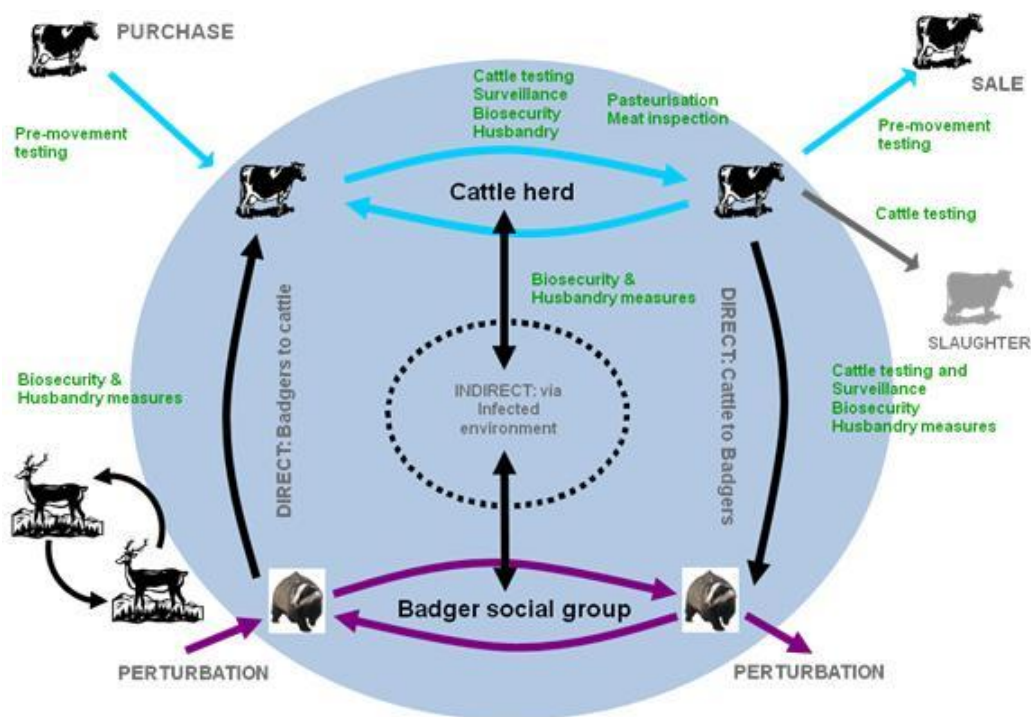 PURCHASE
SALE
Cattle testing
Surveillance
Biosecurity
Husbandry
Pasteurisation
Meat inspection
Pre-movement
testing
Pre-movement
testing
Cattle herd
Cattle testing
SLAUGHTER
Biosecurity &
Husbandry measures
DIRECT: Badgers to cattle
DIRECT: Cattle to Badgers
Biosecurity &
Husbandry measures
INDIRECT: via
Infected
environment
Cattle testing and
Surveillance
Biosecurity
Husbandry measures
Badger social group
PERTURBATION
PERTURBATION